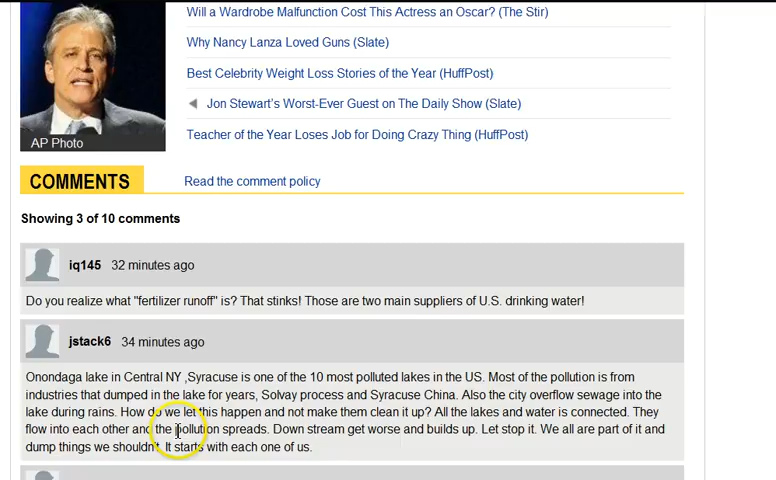 Will a Wardrobe Malfunction Cost This Actress an Oscar? (The Stir)
Why Nancy Lanza Loved Guns (Slate)
Best Celebrity Weight Loss Stories of the Year (HuffPost)
Jon Stewart's Worst-Ever Guest on The Daily Show (Slate)
Teacher of the Year Loses Job for Doing Crazy Thing (HuffPost)
AP Photo
COMMENTS Read the comment policy
Showing 3 of 10 comments
iq145 32 minutes ago
Do you realize what "fertilizer runoff" is? That stinks! Those are two main suppliers of U.S. drinking water!
jstack6 34 minutes ago
Onondaga lake in Central NY ,Syracuse is one of the 10 most polluted lakes in the US. Most of the pollution is from
industries that dumped in the lake for years, Solvay process and Syracuse China. Also the city overflow sewage into the
lake during rains. How do we let this happen and not make them clean it up? All the lakes and water is connected. They
flow into each other and the pollution spreads. Down stream get worse and builds up. Let stop it. We all are part of it and
dump things we shouldn't. It starts with each one of us.